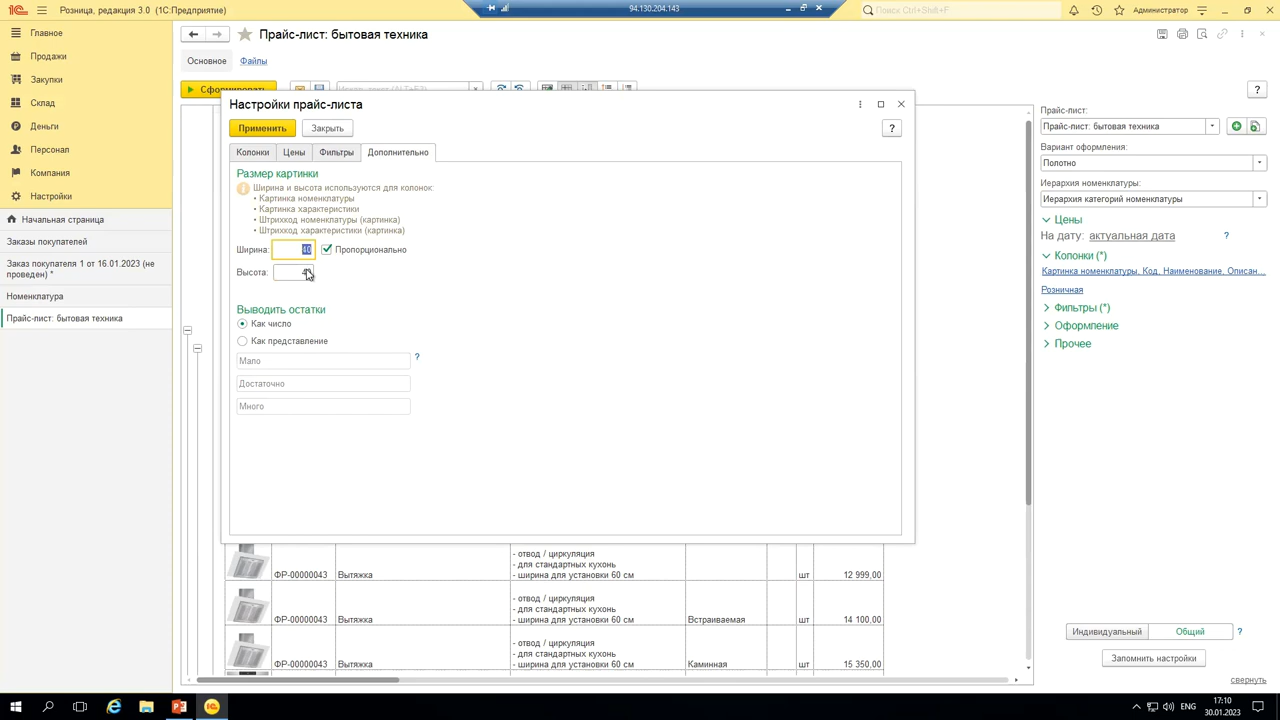 Розница, редакция 3.0 (1С:Предприятие)
94.130.204.143
Поиск Ctrl+Shift+F
Администратор
Главное
Продажи
Закупки
Склад
Деньги
Персонал
Компания
Настройки
Начальная страница
Заказы покупателей
Заказ покупателя 1 от 16.01.2023 (не проведен) *
Номенклатура
Прайс-лист: бытовая техника
Прайс-лист: бытовая техника
Основное
Файлы
?
Настройки прайс-листа
Применить
Закрыть
?
Колонки
Цены
Фильтры
Дополнительно
Размер картинки
Ширина и высота используются для колонок:
• Картинка номенклатуры
• Картинка характеристики
• Штрихкод номенклатуры (картинка)
• Штрихкод характеристики (картинка)
Ширина: 40
Пропорционально
Высота:
Выводить остатки
Как число
Как представление
Мало
?
Достаточно
Много
- отвод / циркуляция
- для стандартных кухонь
ФР-00000043 Вытяжка - ширина для установки 60 см шт 12 999,00
- отвод / циркуляция
- для стандартных кухонь
ФР-00000043 Вытяжка - ширина для установки 60 см Встраиваемая шт 14 100,00
- отвод / циркуляция
- для стандартных кухонь
ФР-00000043 Вытяжка - ширина для установки 60 см Каминная шт 15 350,00
Прайс-лист:
Прайс-лист: бытовая техника
Вариант оформления:
Полотно
Иерархия номенклатуры:
Иерархия категорий номенклатуры
Цены
На дату: актуальная дата ?
Колонки (*)
Картинка номенклатуры, Код, Наименование, Описан...
Розничная
Фильтры (*)
Оформление
Прочее
Индивидуальный
Общий
?
Запомнить настройки
свернуть
ENG
17:10
30.01.2023